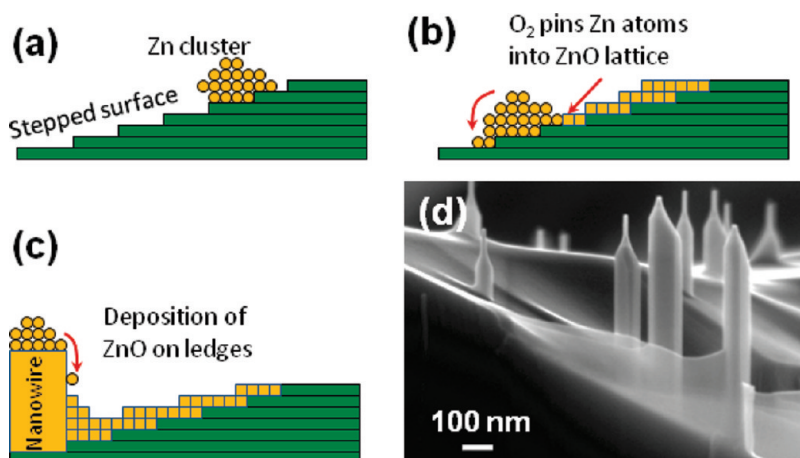 (a)
Zn cluster
Stepped surface
(b)
O₂ pins Zn atoms
into ZnO lattice
(c)
Deposition of
ZnO on ledges
Nanowire
(d)
100 nm